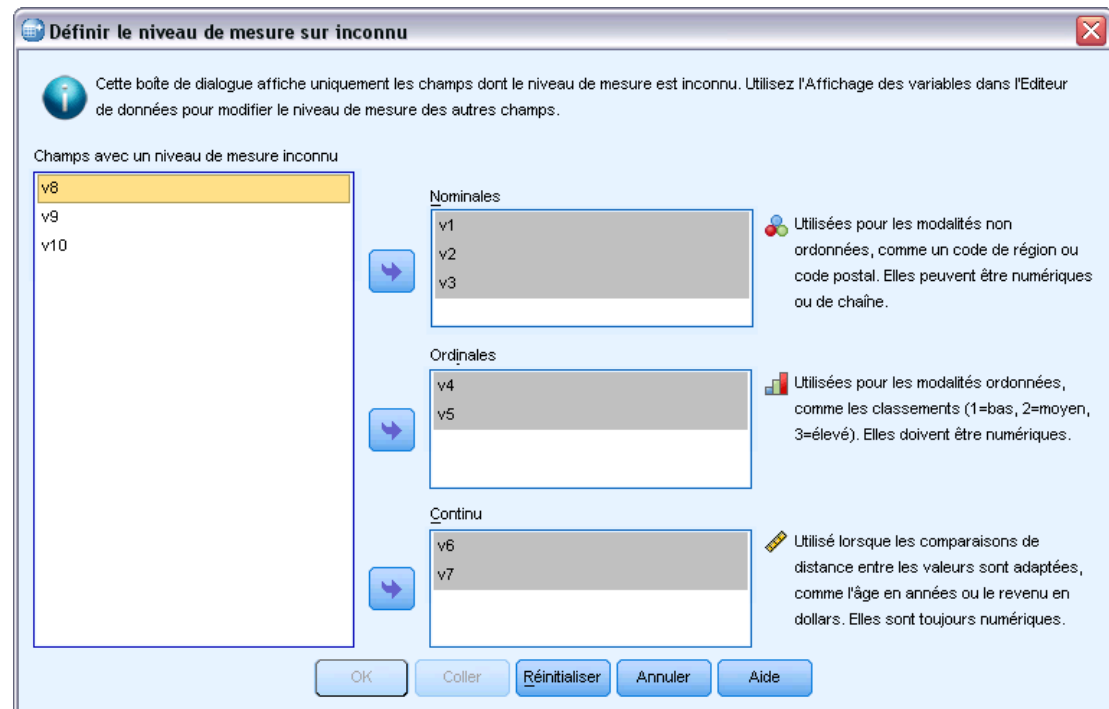 Définir le niveau de mesure sur inconnu
Cette boîte de dialogue affiche uniquement les champs dont le niveau de mesure est inconnu. Utilisez l'Affichage des variables dans l'Editeur
de données pour modifier le niveau de mesure des autres champs.
Champs avec un niveau de mesure inconnu
v8
v9
v10
Nominales
v1
v2
v3
Utilisées pour les modalités non
ordonnées, comme un code de région ou
code postal. Elles peuvent être numériques
ou de chaîne.
Ordinales
v4
v5
Utilisées pour les modalités ordonnées,
comme les classements (1=bas, 2=moyen,
3=élevé). Elles doivent être numériques.
Continu
v6
v7
Utilisé lorsque les comparaisons de
distance entre les valeurs sont adaptées,
comme l'âge en années ou le revenu en
dollars. Elles sont toujours numériques.
OK
Coller
Réinitialiser
Annuler
Aide